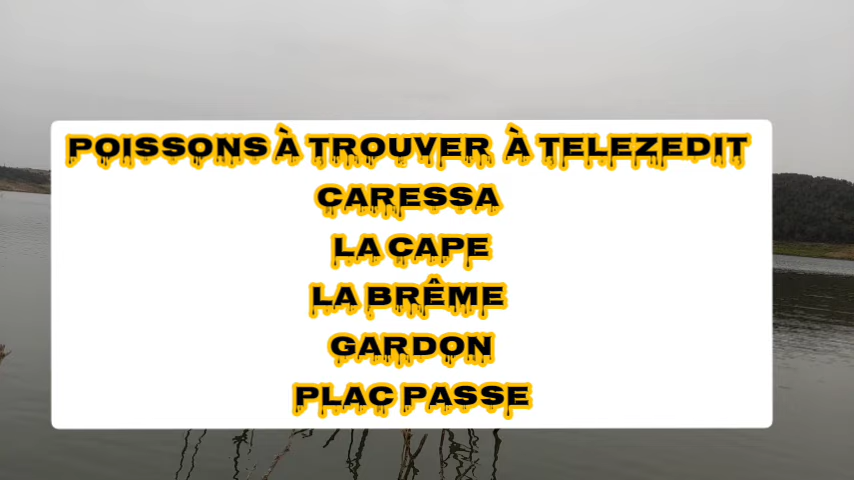 POISSONS À TROUVER À TELEZEDIT
CARESSA
LA CAPE
LA BRÊME
GARDON
PLAC PASSE